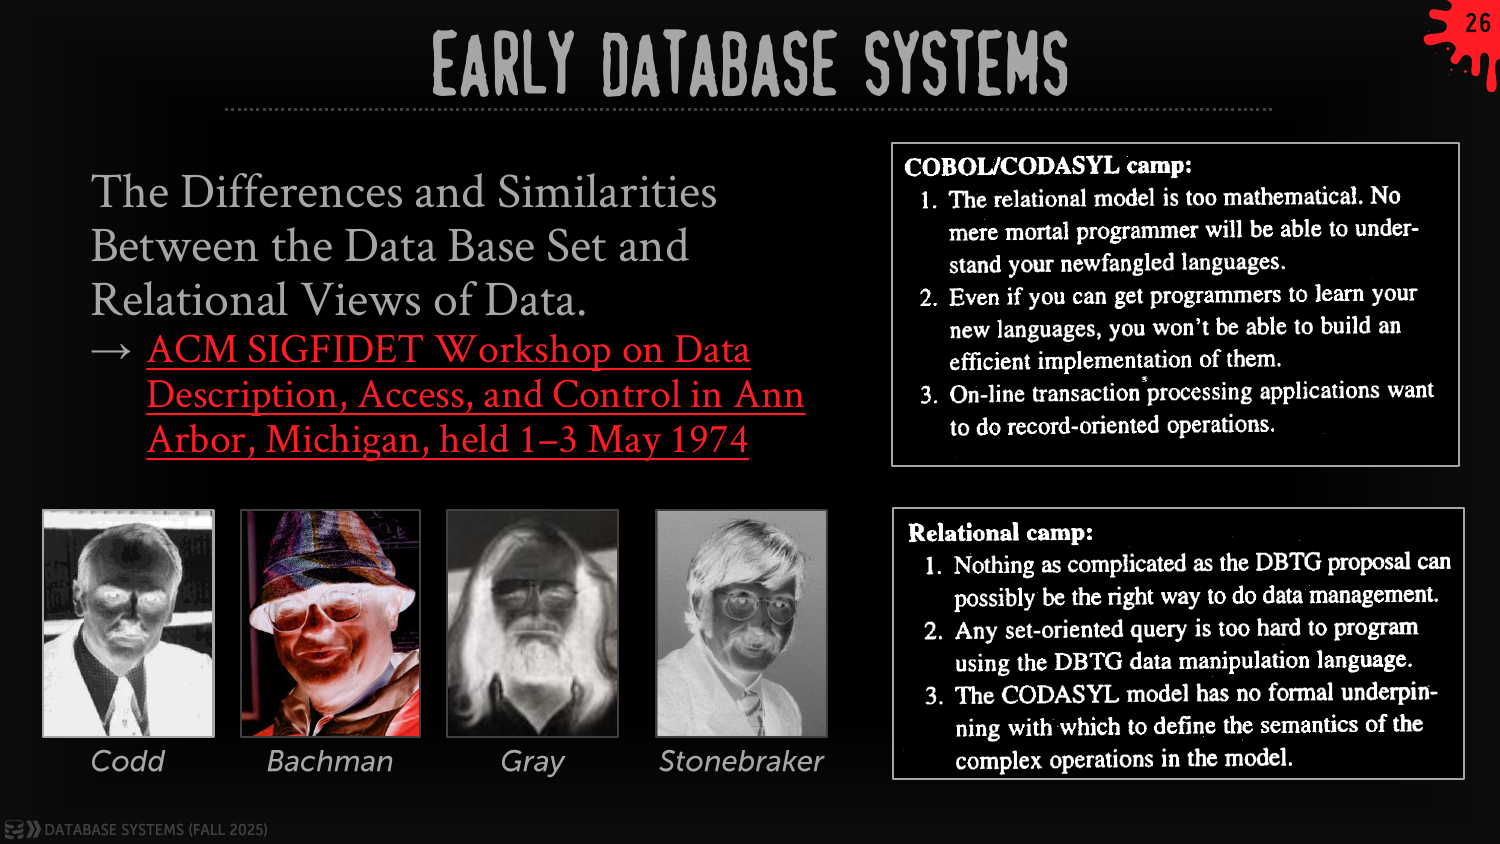 EARLY DATABASE SYSTEMS
26
The Differences and Similarities
Between the Data Base Set and
Relational Views of Data.
→ ACM SIGFIDET Workshop on Data
Description, Access, and Control in Ann
Arbor, Michigan, held 1–3 May 1974
COBOL/CODASYL camp:
1. The relational model is too mathematical. No
mere mortal programmer will be able to under-
stand your newfangled languages.
2. Even if you can get programmers to learn your
new languages, you won't be able to build an
efficient implementation of them.
3. On-line transaction processing applications want
to do record-oriented operations.
Relational camp:
1. Nothing as complicated as the DBTG proposal can
possibly be the right way to do data management.
2. Any set-oriented query is too hard to program
using the DBTG data manipulation language.
3. The CODASYL model has no formal underpin-
ning with which to define the semantics of the
complex operations in the model.
Codd
Bachman
Gray
Stonebraker
DATABASE SYSTEMS (FALL 2025)